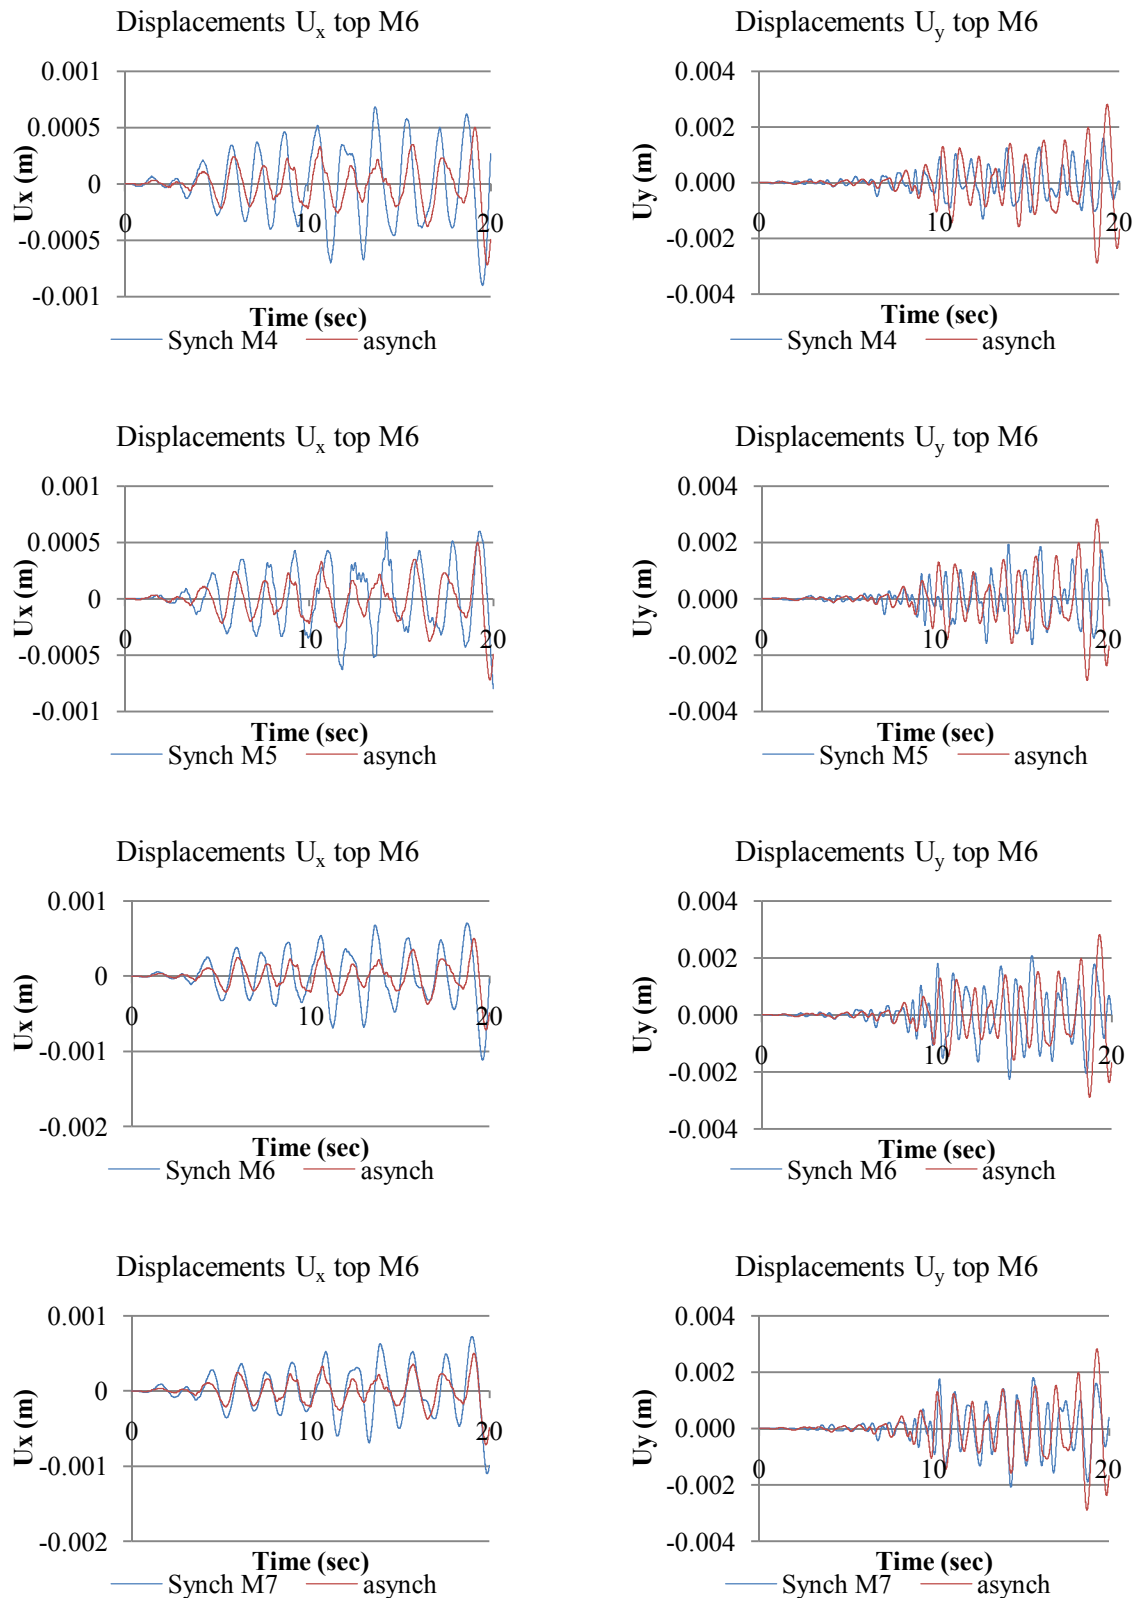 Displacements Ux top M6
0.001
0.0005
0
-0.0005
-0.001
Ux (m)
0
10
20
Time (sec)
Synch M4
asynch
Displacements Uy top M6
0.004
0.002
0.000
-0.002
-0.004
Uy (m)
0
10
20
Time (sec)
Synch M4
asynch
Displacements Ux top M6
0.001
0.0005
0
-0.0005
-0.001
Ux (m)
0
10
20
Time (sec)
Synch M5
asynch
Displacements Uy top M6
0.004
0.002
0.000
-0.002
-0.004
Uy (m)
0
10
20
Time (sec)
Synch M5
asynch
Displacements Ux top M6
0.001
0
-0.001
-0.002
Ux (m)
0
10
20
Time (sec)
Synch M6
asynch
Displacements Uy top M6
0.004
0.002
0.000
-0.002
-0.004
Uy (m)
0
10
20
Time (sec)
Synch M6
asynch
Displacements Ux top M6
0.001
0
-0.001
-0.002
Ux (m)
0
10
20
Time (sec)
Synch M7
asynch
Displacements Uy top M6
0.004
0.002
0.000
-0.002
-0.004
Uy (m)
0
10
20
Time (sec)
Synch M7
asynch